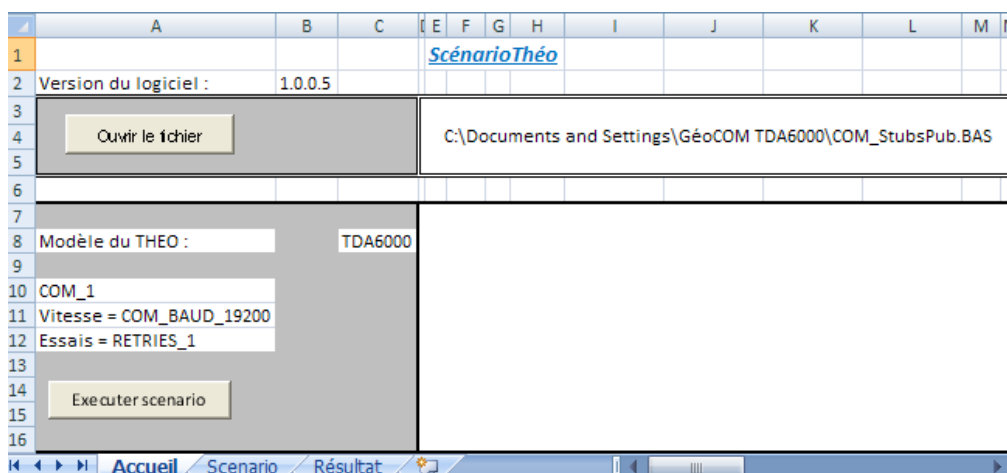 A B C D E F G H I J K L M
1 ScénarioThéo
2 Version du logiciel : 1.0.0.5
3
4 Ouvrir le fichier C:\Documents and Settings\GéoCOM TDA6000\COM_StubsPub.BAS
5
6
7
8 Modèle du THEO : TDA6000
9
10 COM_1
11 Vitesse = COM_BAUD_19200
12 Essais = RETRIES_1
13
14 Executer scenario
15
16
Accueil Scenario Résultat